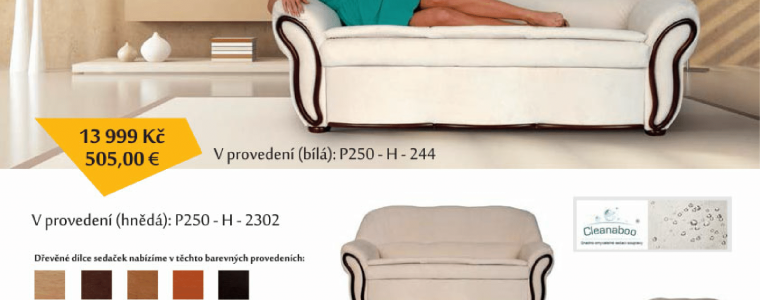 13 999 Kč
505,00 €
V provedení (bílá): P250 - H - 244
V provedení (hnědá): P250 - H - 2302
Cleanaboo
Dřevěné dílce sedaček nabízíme v těchto barevných provedeních: